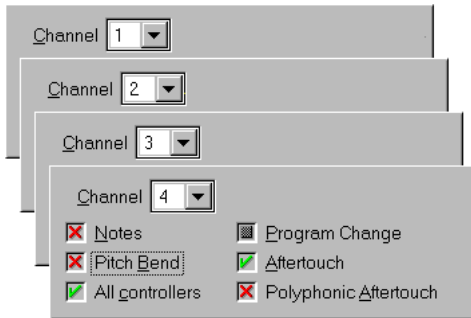 Channel 1
Channel 2
Channel 3
Channel 4
Notes Program Change
Pitch Bend Aftertouch
All controllers Polyphonic Aftertouch